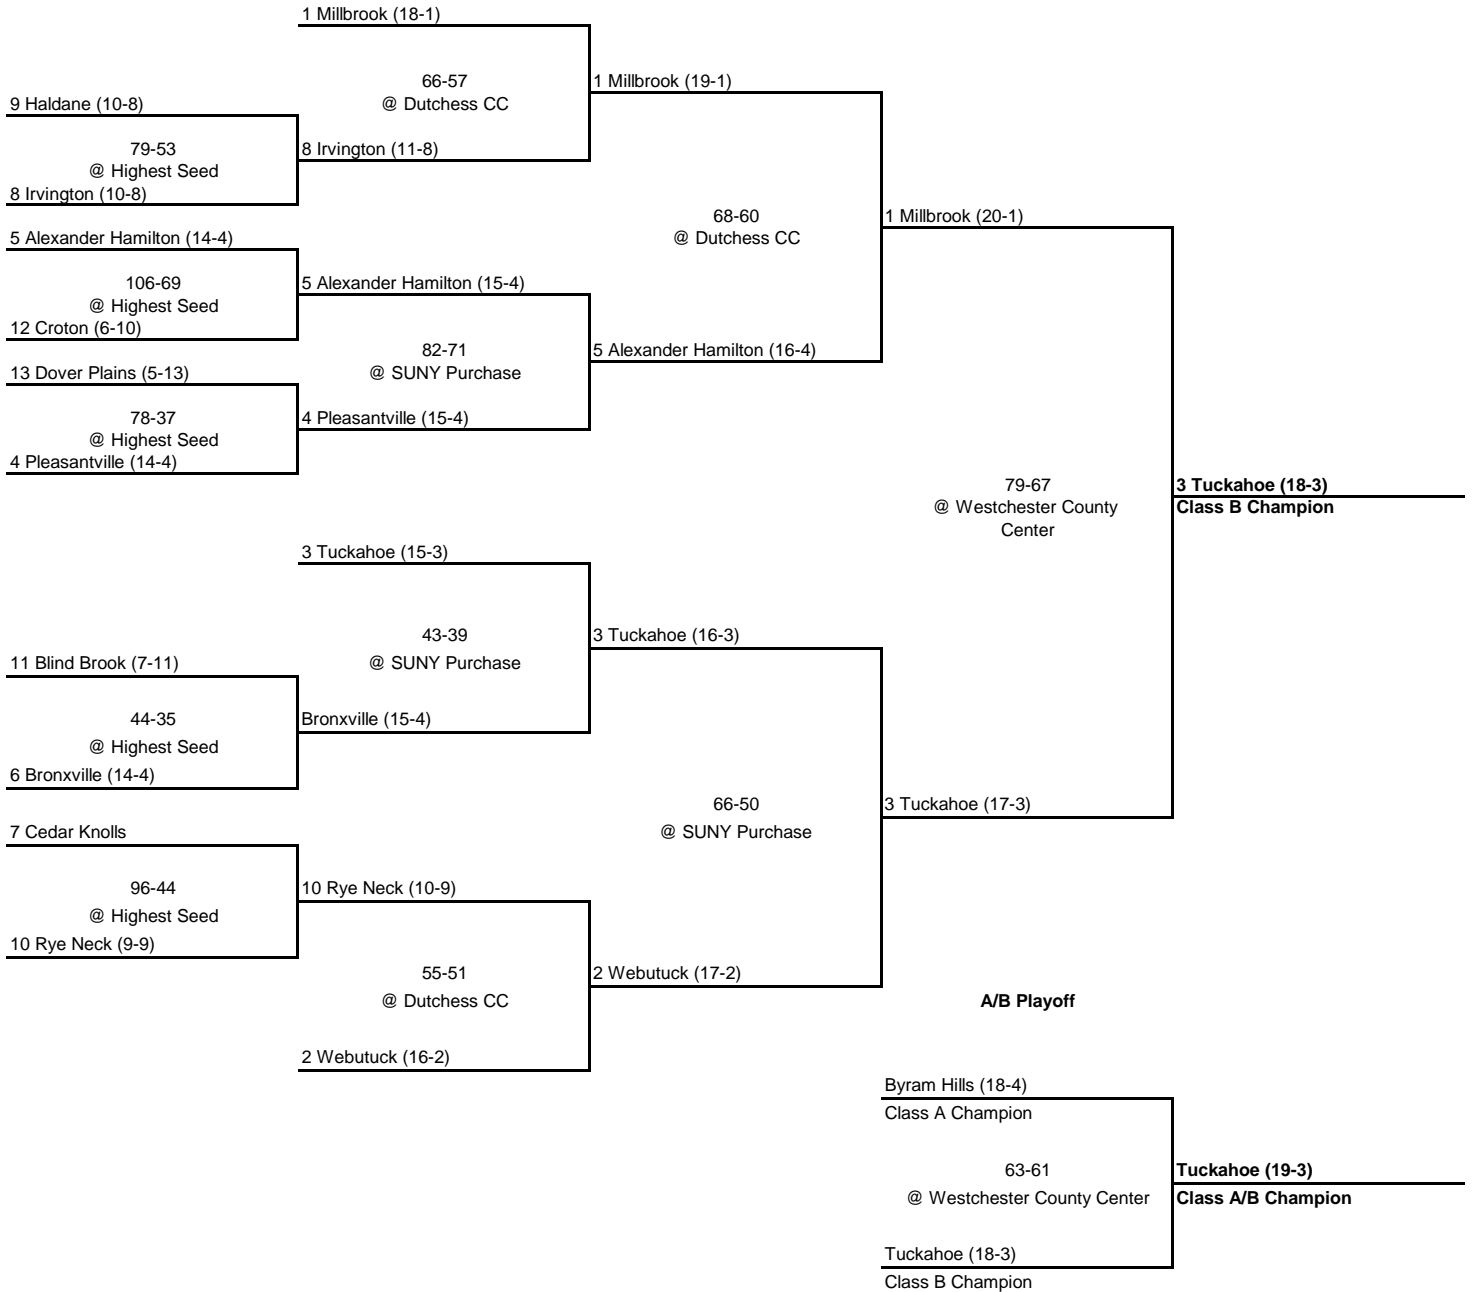 1 Millbrook (18-1)
66-57
@ Dutchess CC
1 Millbrook (19-1)
9 Haldane (10-8)
79-53
@ Highest Seed
8 Irvington (11-8)
8 Irvington (10-8)
68-60
@ Dutchess CC
1 Millbrook (20-1)
5 Alexander Hamilton (14-4)
106-69
@ Highest Seed
5 Alexander Hamilton (15-4)
12 Croton (6-10)
82-71
@ SUNY Purchase
5 Alexander Hamilton (16-4)
13 Dover Plains (5-13)
78-37
@ Highest Seed
4 Pleasantville (15-4)
4 Pleasantville (14-4)
79-67
@ Westchester County
Center
3 Tuckahoe (18-3)
Class B Champion
3 Tuckahoe (15-3)
43-39
@ SUNY Purchase
3 Tuckahoe (16-3)
11 Blind Brook (7-11)
44-35
@ Highest Seed
Bronxville (15-4)
6 Bronxville (14-4)
66-50
@ SUNY Purchase
3 Tuckahoe (17-3)
7 Cedar Knolls
96-44
@ Highest Seed
10 Rye Neck (10-9)
10 Rye Neck (9-9)
55-51
@ Dutchess CC
2 Webutuck (17-2)
2 Webutuck (16-2)
A/B Playoff
Byram Hills (18-4)
Class A Champion
63-61
@ Westchester County Center
Tuckahoe (19-3)
Class A/B Champion
Tuckahoe (18-3)
Class B Champion